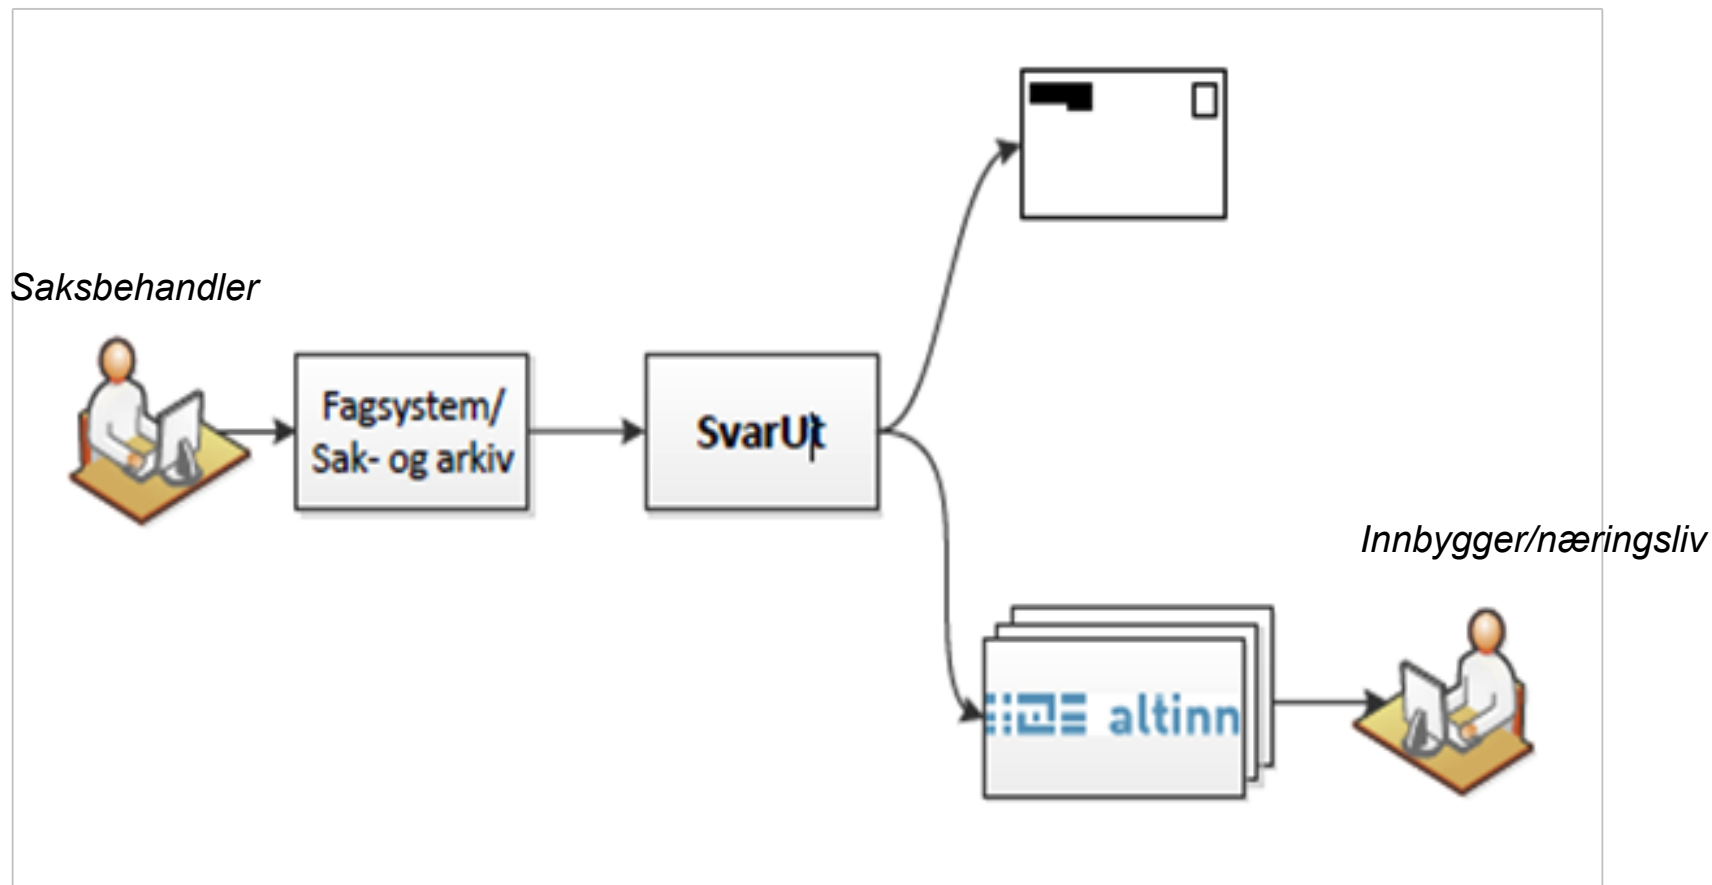 Saksbehandler
Fagsystem/
Sak- og arkiv
SvarUt
Innbygger/næringsliv
altinn